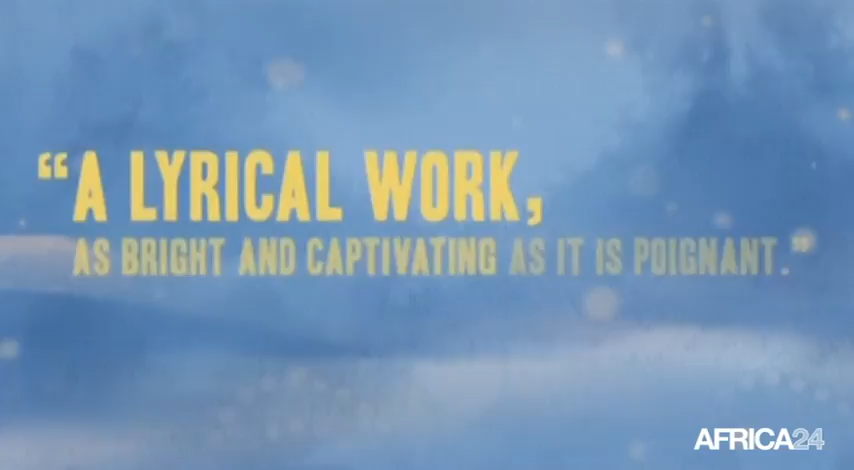 “A LYRICAL WORK,
AS BRIGHT AND CAPTIVATING AS IT IS POIGNANT.”
AFRICA24